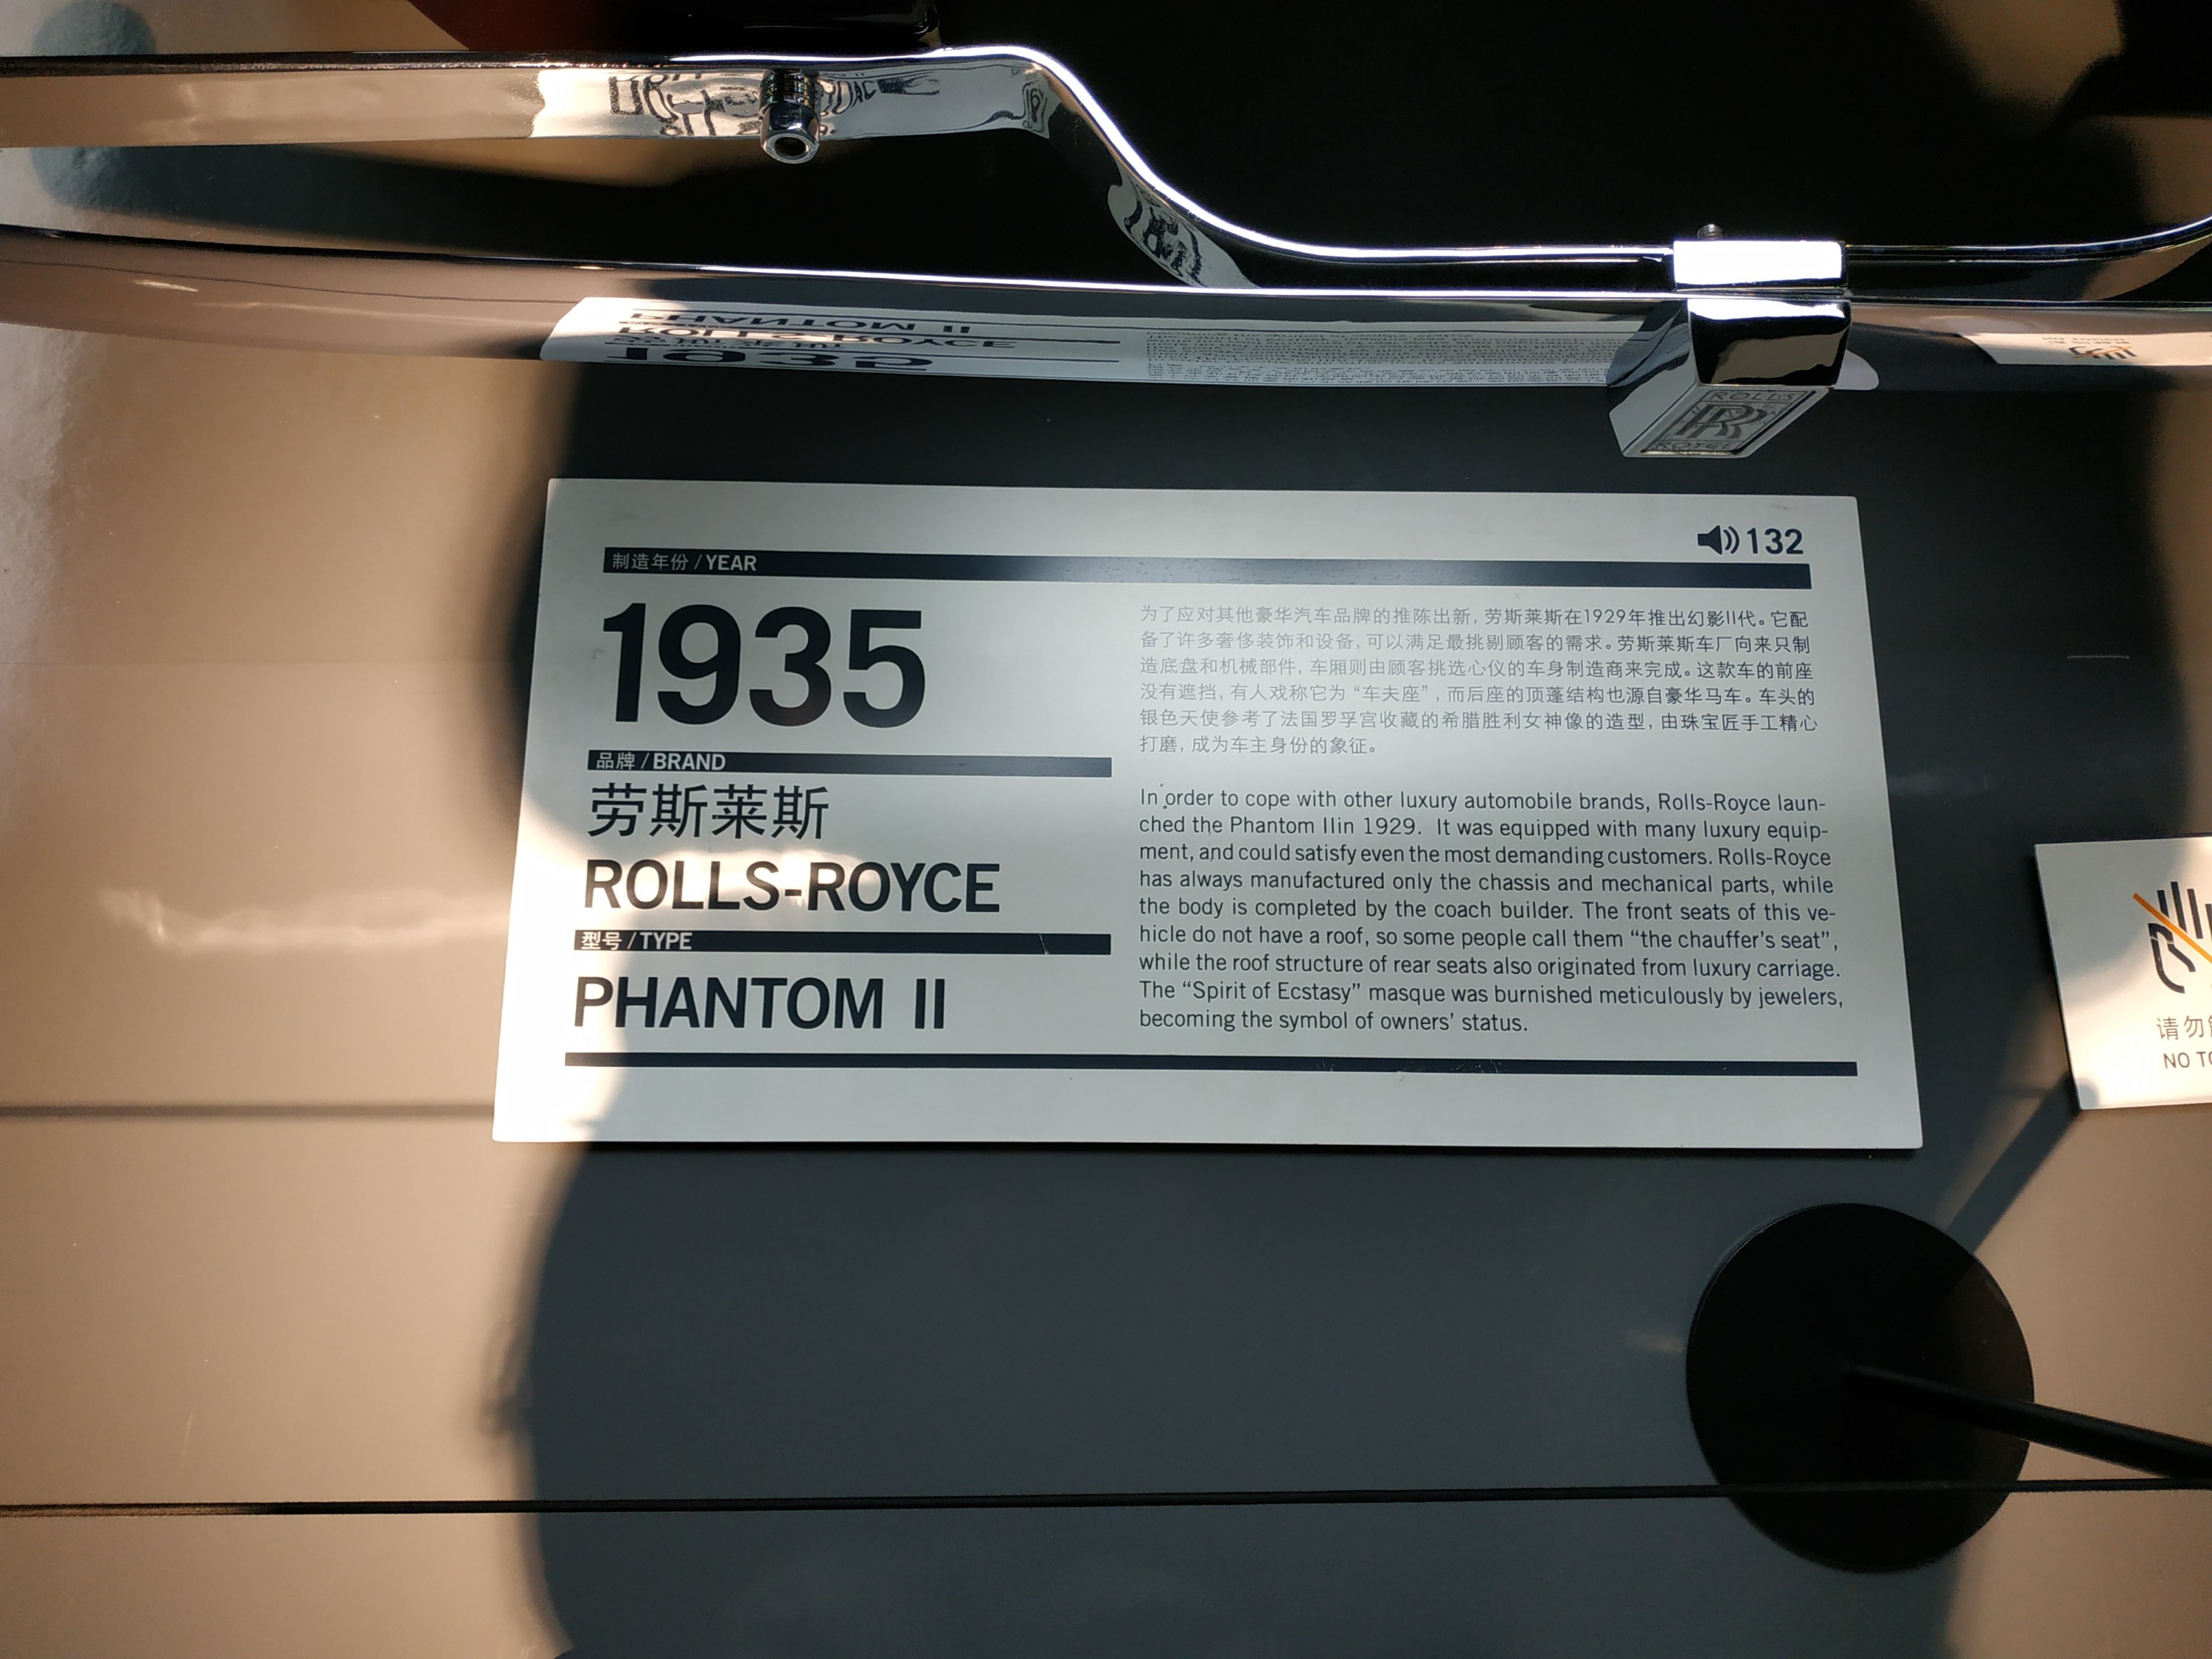 ROLLS
RR
ROYCE
132
制造年份 / YEAR
1935
品牌 / BRAND
劳斯莱斯
ROLLS-ROYCE
型号 / TYPE
PHANTOM II
为了应对其他豪华汽车品牌的推陈出新, 劳斯莱斯在1929年推出幻影II代。它配
备了许多奢侈装饰和设备, 可以满足最挑剔顾客的需求。劳斯莱斯车厂向来只制
造底盘和机械部件, 车厢则由顾客挑选心仪的车身制造商来完成。这款车的前座
没有遮挡, 有人戏称它为 “车夫座” , 而后座的顶蓬结构也源自豪华马车。车头的
银色天使参考了法国罗孚宫收藏的希腊胜利女神像的造型, 由珠宝匠手工精心
打磨, 成为车主身份的象征。
In order to cope with other luxury automobile brands, Rolls-Royce laun-
ched the Phantom IIin 1929. It was equipped with many luxury equip-
ment, and could satisfy even the most demanding customers. Rolls-Royce
has always manufactured only the chassis and mechanical parts, while
the body is completed by the coach builder. The front seats of this ve-
hicle do not have a roof, so some people call them “the chauffer's seat”,
while the roof structure of rear seats also originated from luxury carriage.
The “Spirit of Ecstasy” masque was burnished meticulously by jewelers,
becoming the symbol of owners' status.
请勿
NO